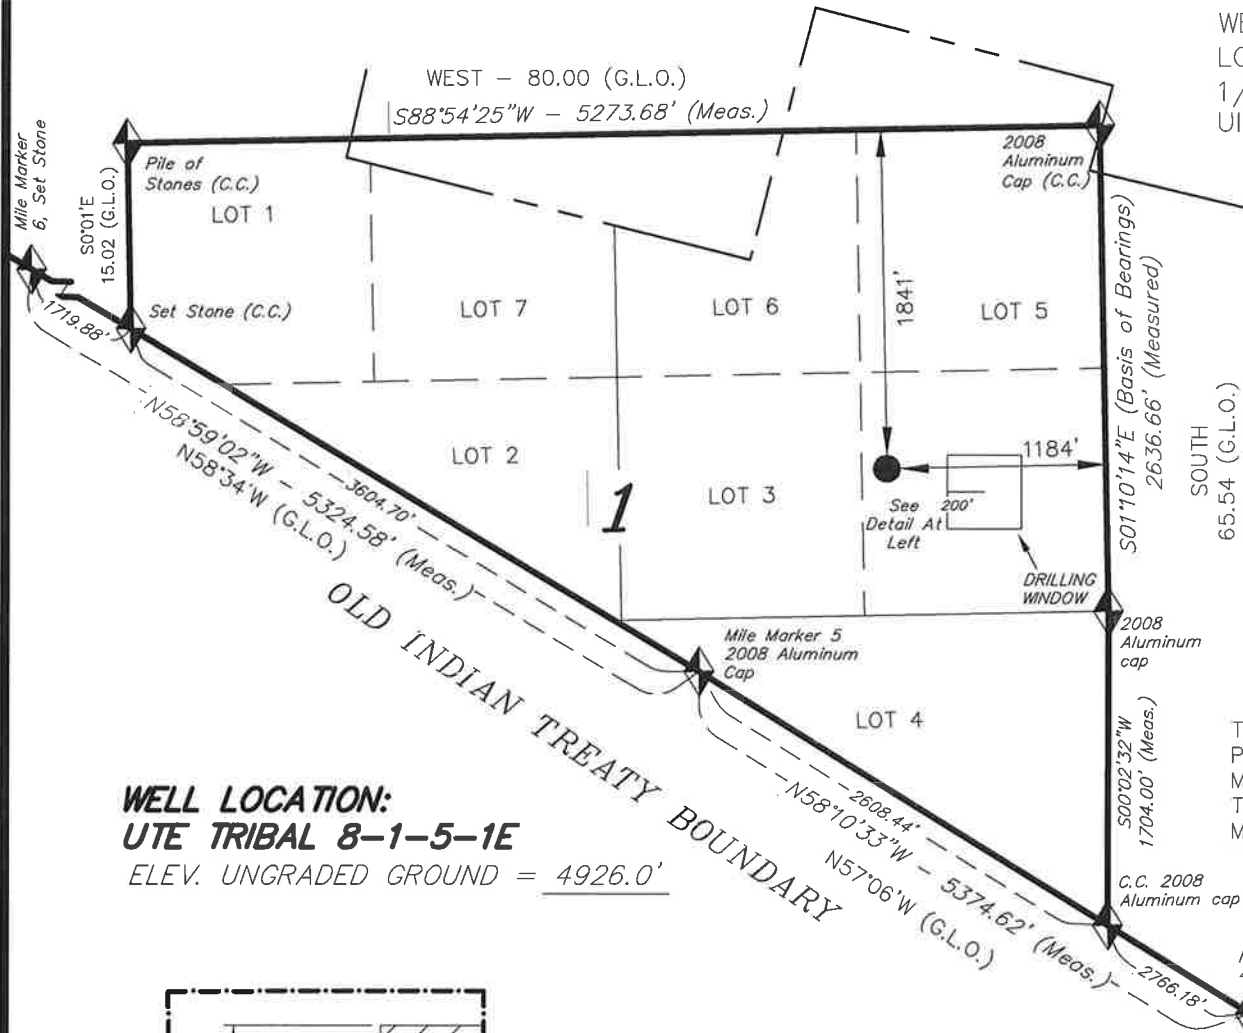 WEST – 80.00 (G.L.O.)
S88°54'25"W – 5273.68' (Meas.)
Mile Marker
6, Set Stone
Pile of
Stones (C.C.)
2008
Aluminum
Cap (C.C.)
S0°01'E
15.02 (G.L.O.)
LOT 1
Set Stone (C.C.)
1719.88'
LOT 7
LOT 6
1841'
LOT 5
S01°10'14"E (Basis of Bearings)
2636.66' (Measured)
SOUTH
65.54 (G.L.O.)
N58°59'02"W – 5324.58' (Meas.)
N58°34'W (G.L.O.)
3604.70'
LOT 2
1
LOT 3
1184'
See
Detail At
Left
200'
DRILLING
WINDOW
OLD INDIAN TREATY BOUNDARY
Mile Marker 5
2008 Aluminum
Cap
2008
Aluminum
cap
LOT 4
S00°02'32"W
1704.00' (Meas.)
2608.44'
N58°10'33"W – 5374.62' (Meas.)
N57°06'W (G.L.O.)
C.C. 2008
Aluminum cap
2766.18'
WELL LOCATION:
UTE TRIBAL 8–1–5–1E
ELEV. UNGRADED GROUND = 4926.0'